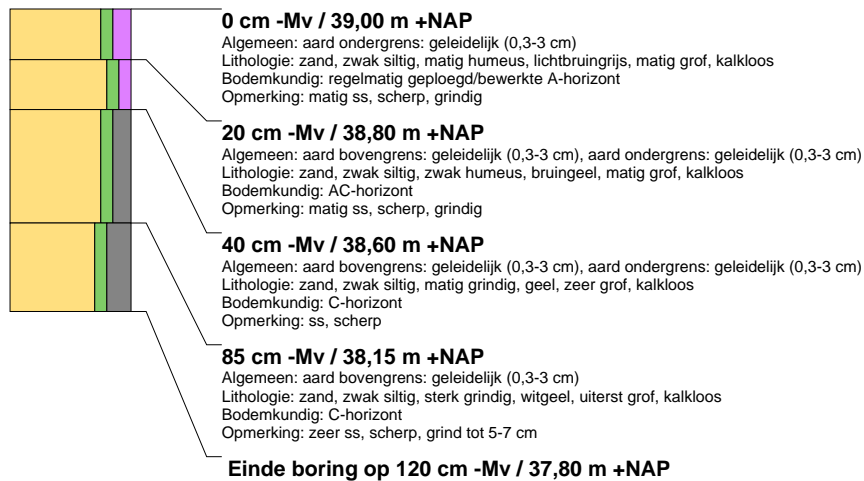 0 cm -Mv / 39,00 m +NAP
Algemeen: aard ondergrens: geleidelijk (0,3-3 cm)
Lithologie: zand, zwak siltig, matig humeus, lichtbruingrijs, matig grof, kalkloos
Bodemkundig: regelmatig geploegd/bewerkte A-horizont
Opmerking: matig ss, scherp, grindig
20 cm -Mv / 38,80 m +NAP
Algemeen: aard bovengrens: geleidelijk (0,3-3 cm), aard ondergrens: geleidelijk (0,3-3 cm)
Lithologie: zand, zwak siltig, zwak humeus, bruingeel, matig grof, kalkloos
Bodemkundig: AC-horizont
Opmerking: matig ss, scherp, grindig
40 cm -Mv / 38,60 m +NAP
Algemeen: aard bovengrens: geleidelijk (0,3-3 cm), aard ondergrens: geleidelijk (0,3-3 cm)
Lithologie: zand, zwak siltig, matig grindig, geel, zeer grof, kalkloos
Bodemkundig: C-horizont
Opmerking: ss, scherp
85 cm -Mv / 38,15 m +NAP
Algemeen: aard bovengrens: geleidelijk (0,3-3 cm)
Lithologie: zand, zwak siltig, sterk grindig, witgeel, uiterst grof, kalkloos
Bodemkundig: C-horizont
Opmerking: zeer ss, scherp, grind tot 5-7 cm
Einde boring op 120 cm -Mv / 37,80 m +NAP